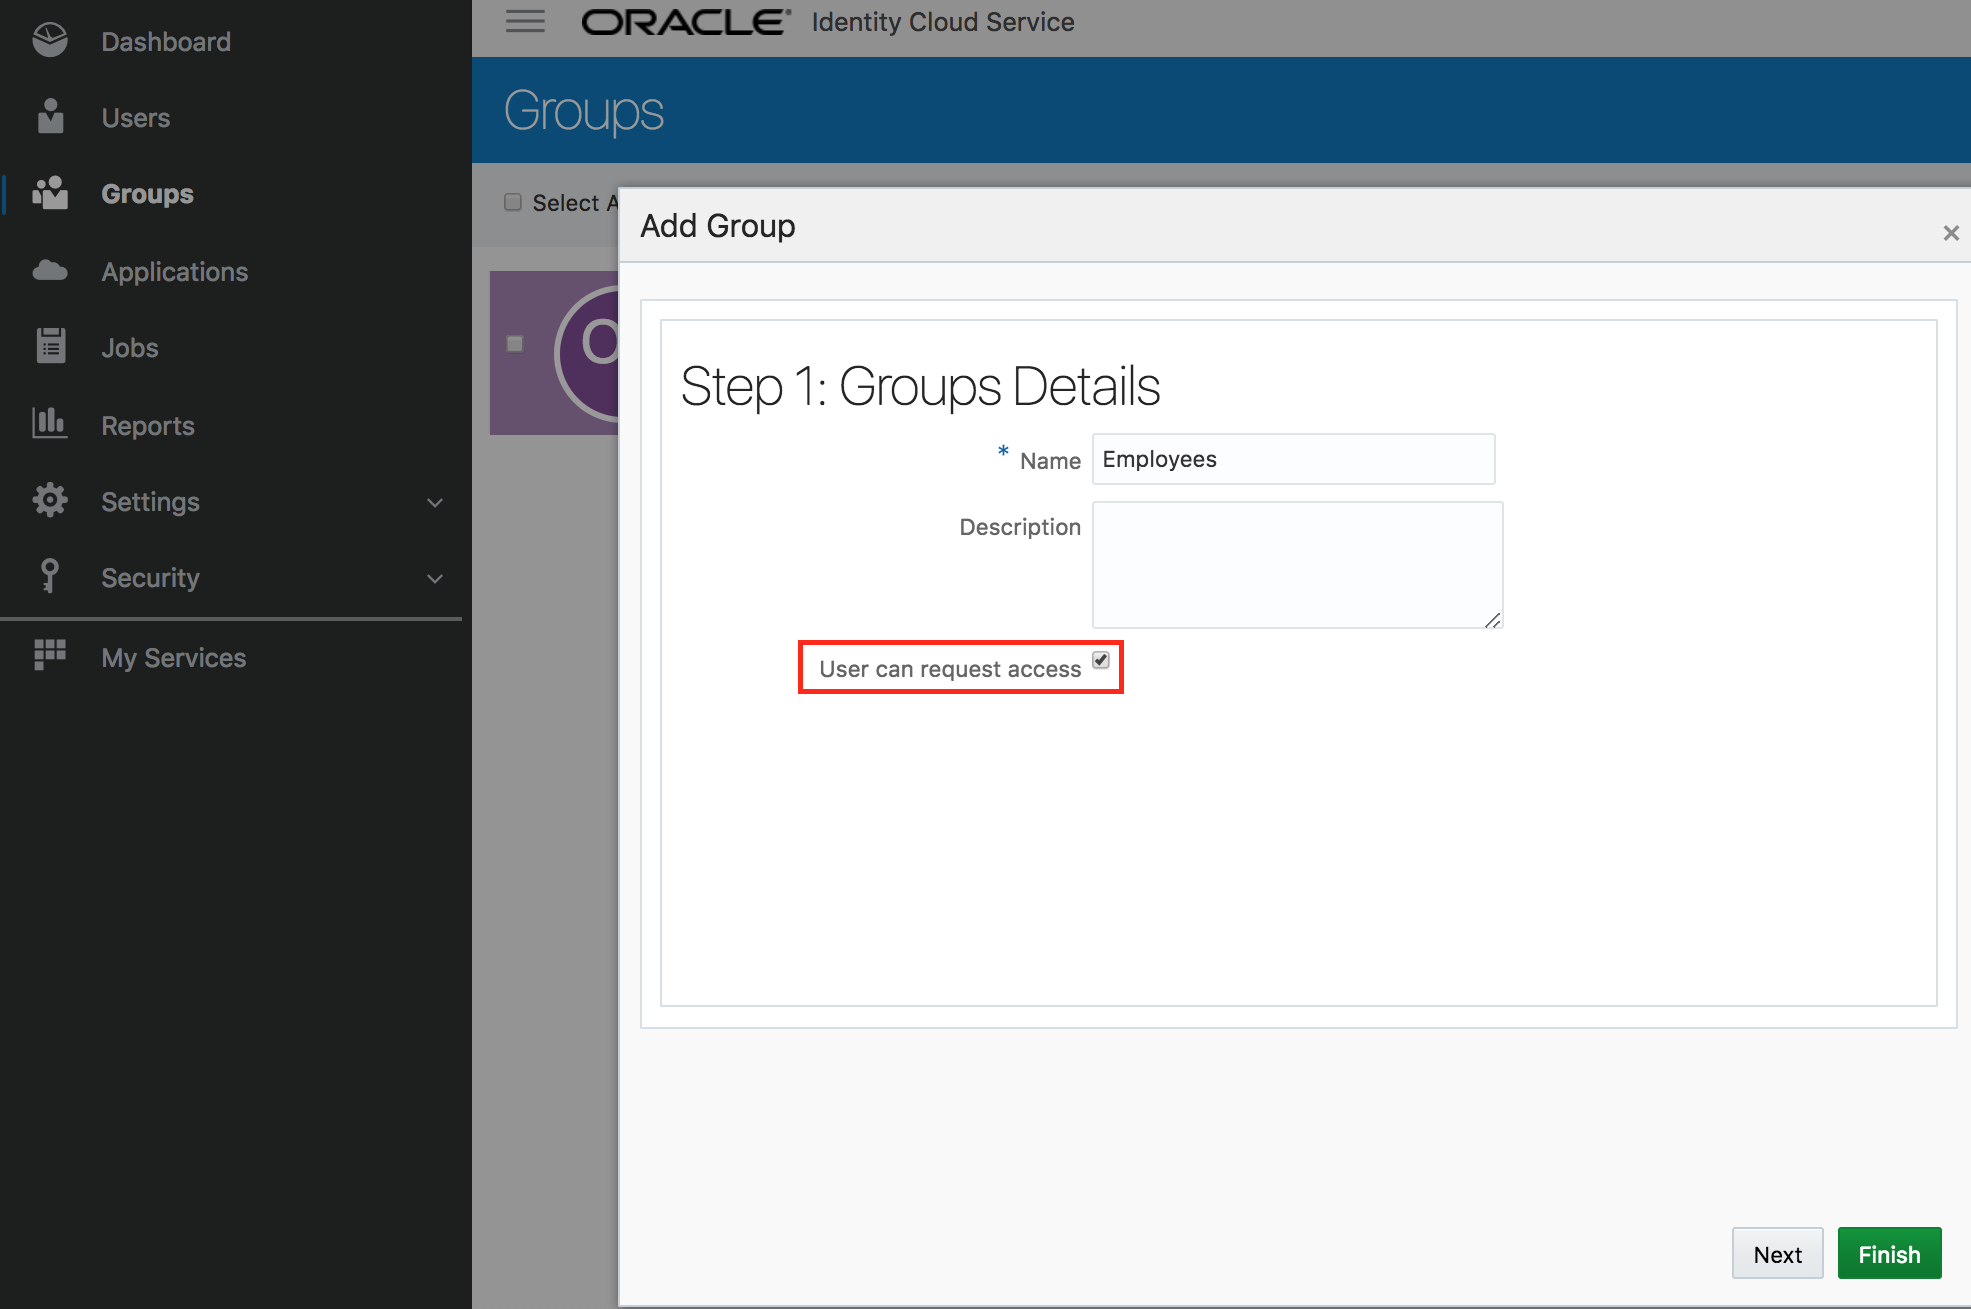 Dashboard
Users
Groups
Applications
Jobs
Reports
Settings
Security
My Services
ORACLE Identity Cloud Service
Groups
Select A
O
Add Group
×
Step 1: Groups Details
* Name Employees
Description
User can request access
Next Finish